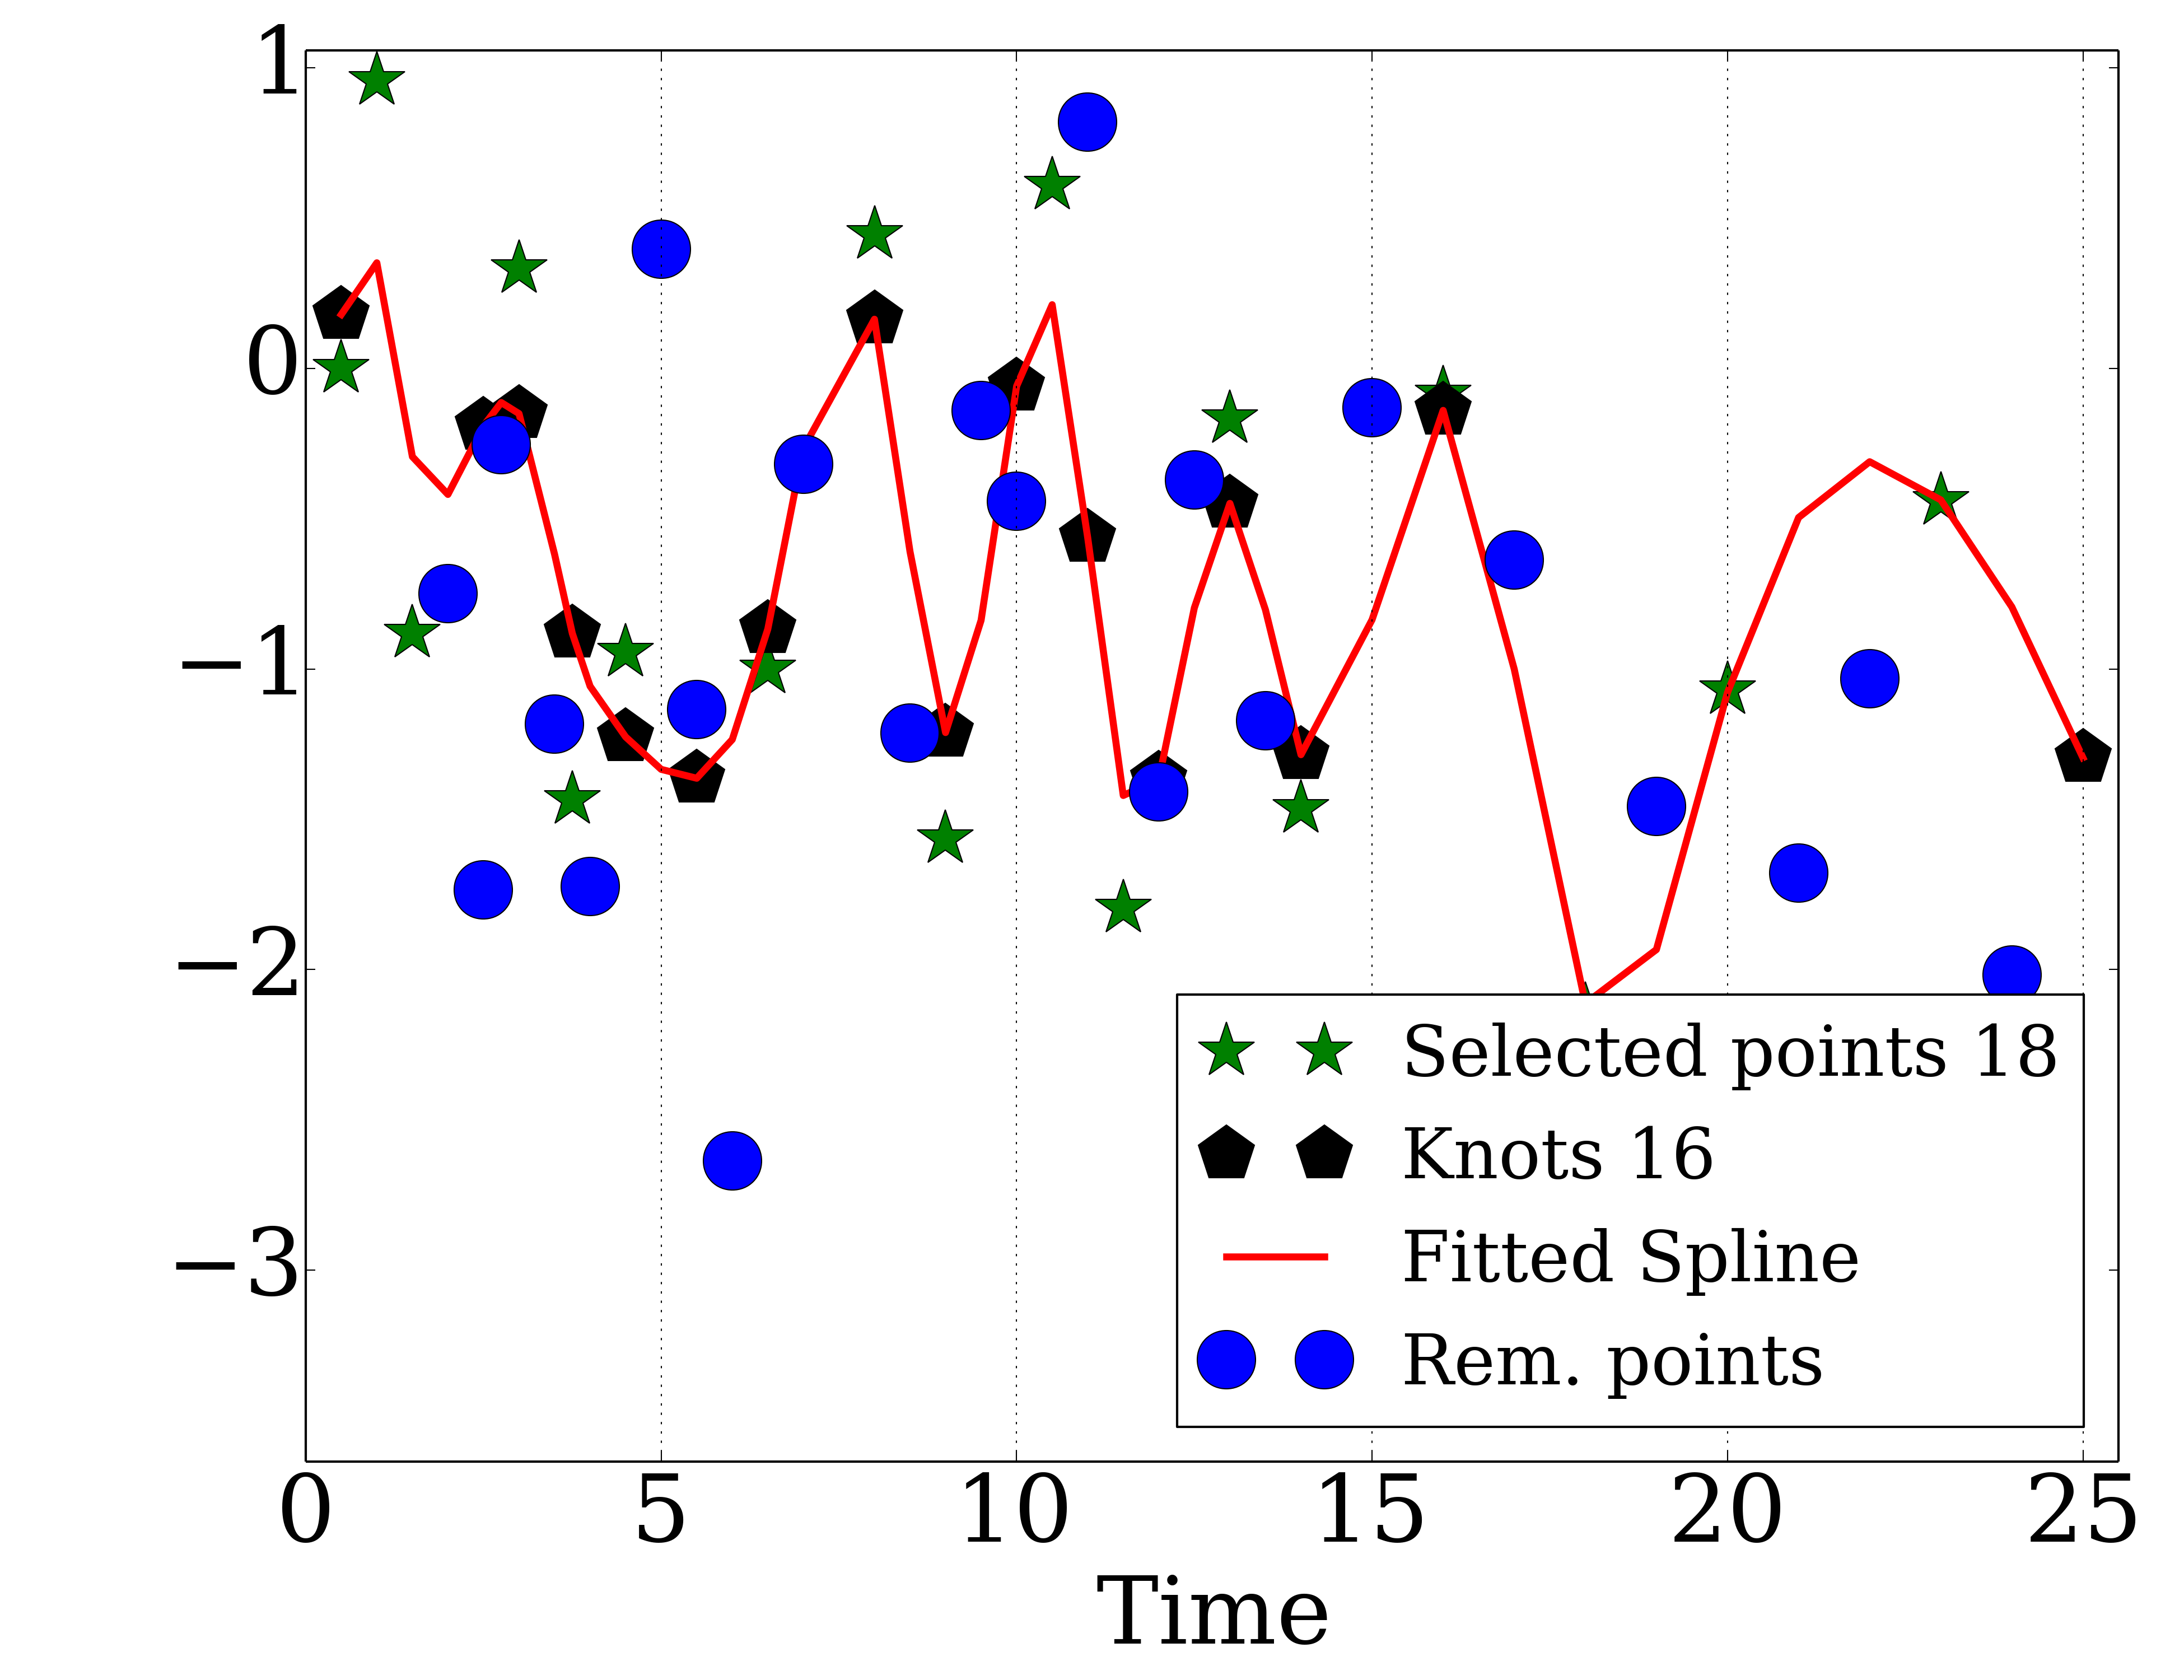 1
0
−1
−2
−3
Selected points 18
Knots 16
Fitted Spline
Rem. points
0 5 10 15 20 25
Time